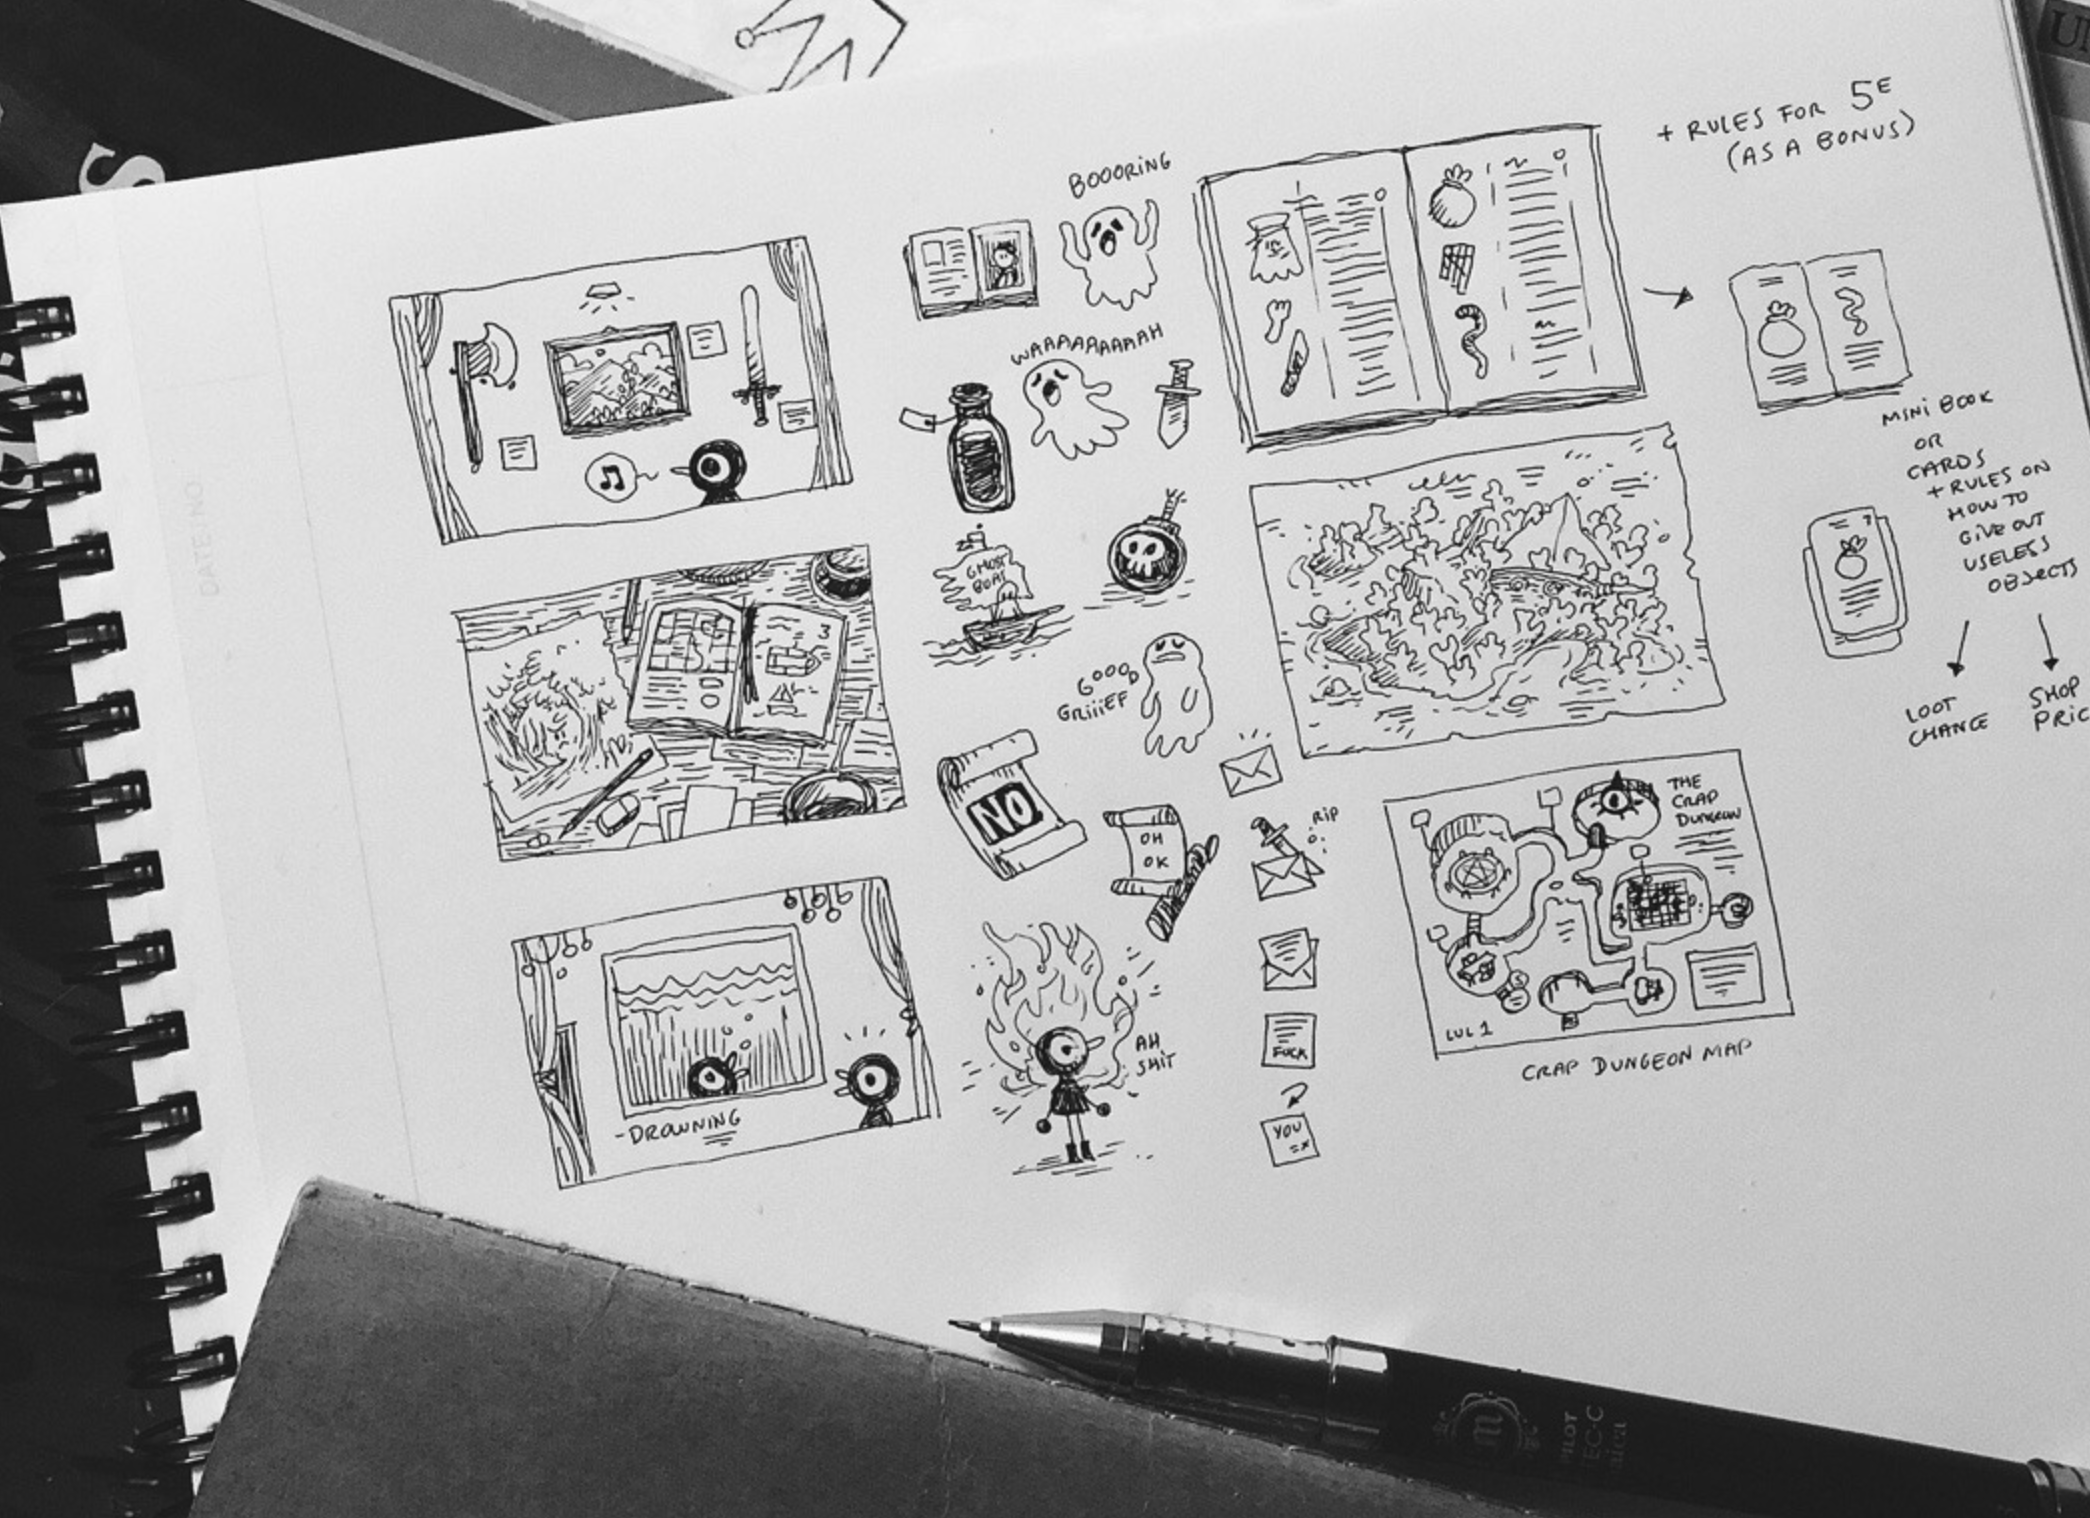 BOOORING
WAAAAAAAAAH
GHOST
BOAT
GOOOD
GRIIIEF
NO
OH
OK
RIP
FUCK
YOU
AH
SHIT
-DROWNING
3
+ RULES FOR 5E
(AS A BONUS)
MINI BOOK
OR
CARDS
+ RULES ON
HOW TO
GIVE OUT
USELESS
OBJECTS
LOOT
CHANCE
SHOP
PRIC
THE
CRAP
DUNGEON
LVL 1
CRAP DUNGEON MAP
DATE/NO
PILOT